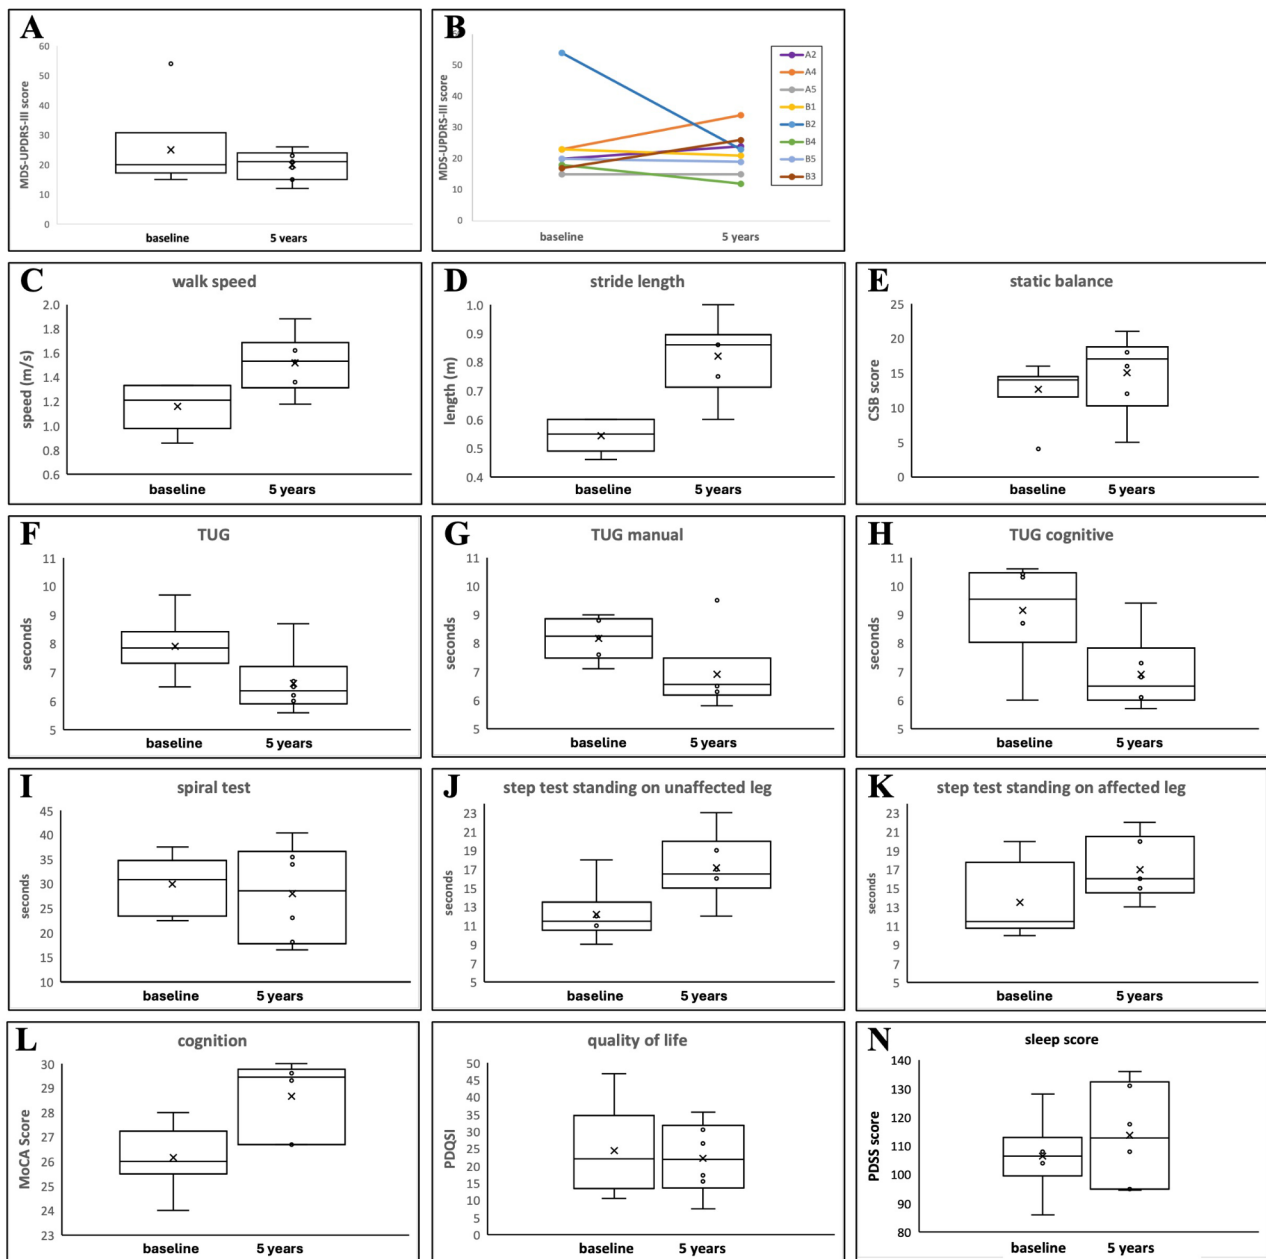 A
MDS-UPDRS-III score
60
50
40
30
20
10
0
baseline
5 years
B
MDS-UPDRS-III score
50
40
30
20
10
0
baseline
5 years
A2
A4
A5
B1
B2
B4
B5
B3
C
walk speed
speed (m/s)
2.0
1.8
1.6
1.4
1.2
1.0
0.8
0.6
baseline
5 years
D
stride length
length (m)
1.0
0.9
0.8
0.7
0.6
0.5
0.4
baseline
5 years
E
static balance
CSB score
25
20
15
10
5
0
baseline
5 years
F
TUG
seconds
11
10
9
8
7
6
5
baseline
5 years
G
TUG manual
seconds
11
10
9
8
7
6
5
baseline
5 years
H
TUG cognitive
seconds
11
10
9
8
7
6
5
baseline
5 years
I
spiral test
seconds
45
40
35
30
25
20
15
10
baseline
5 years
J
step test standing on unaffected leg
seconds
23
21
19
17
15
13
11
9
7
5
baseline
5 years
K
step test standing on affected leg
seconds
23
21
19
17
15
13
11
9
7
5
baseline
5 years
L
cognition
MoCA Score
30
29
28
27
26
25
24
23
baseline
5 years
quality of life
PDQSI
50
45
40
35
30
25
20
15
10
5
0
baseline
5 years
N
sleep score
PDSS score
140
130
120
110
100
90
80
baseline
5 years